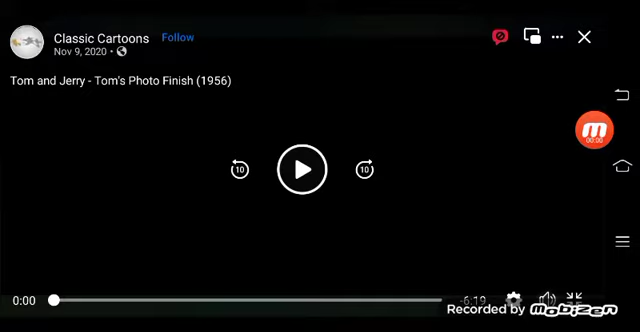 Classic Cartoons Follow
Nov 9, 2020 •
Tom and Jerry - Tom's Photo Finish (1956)
00:00
10 10
0:00 -6:19
Recorded by mobizen